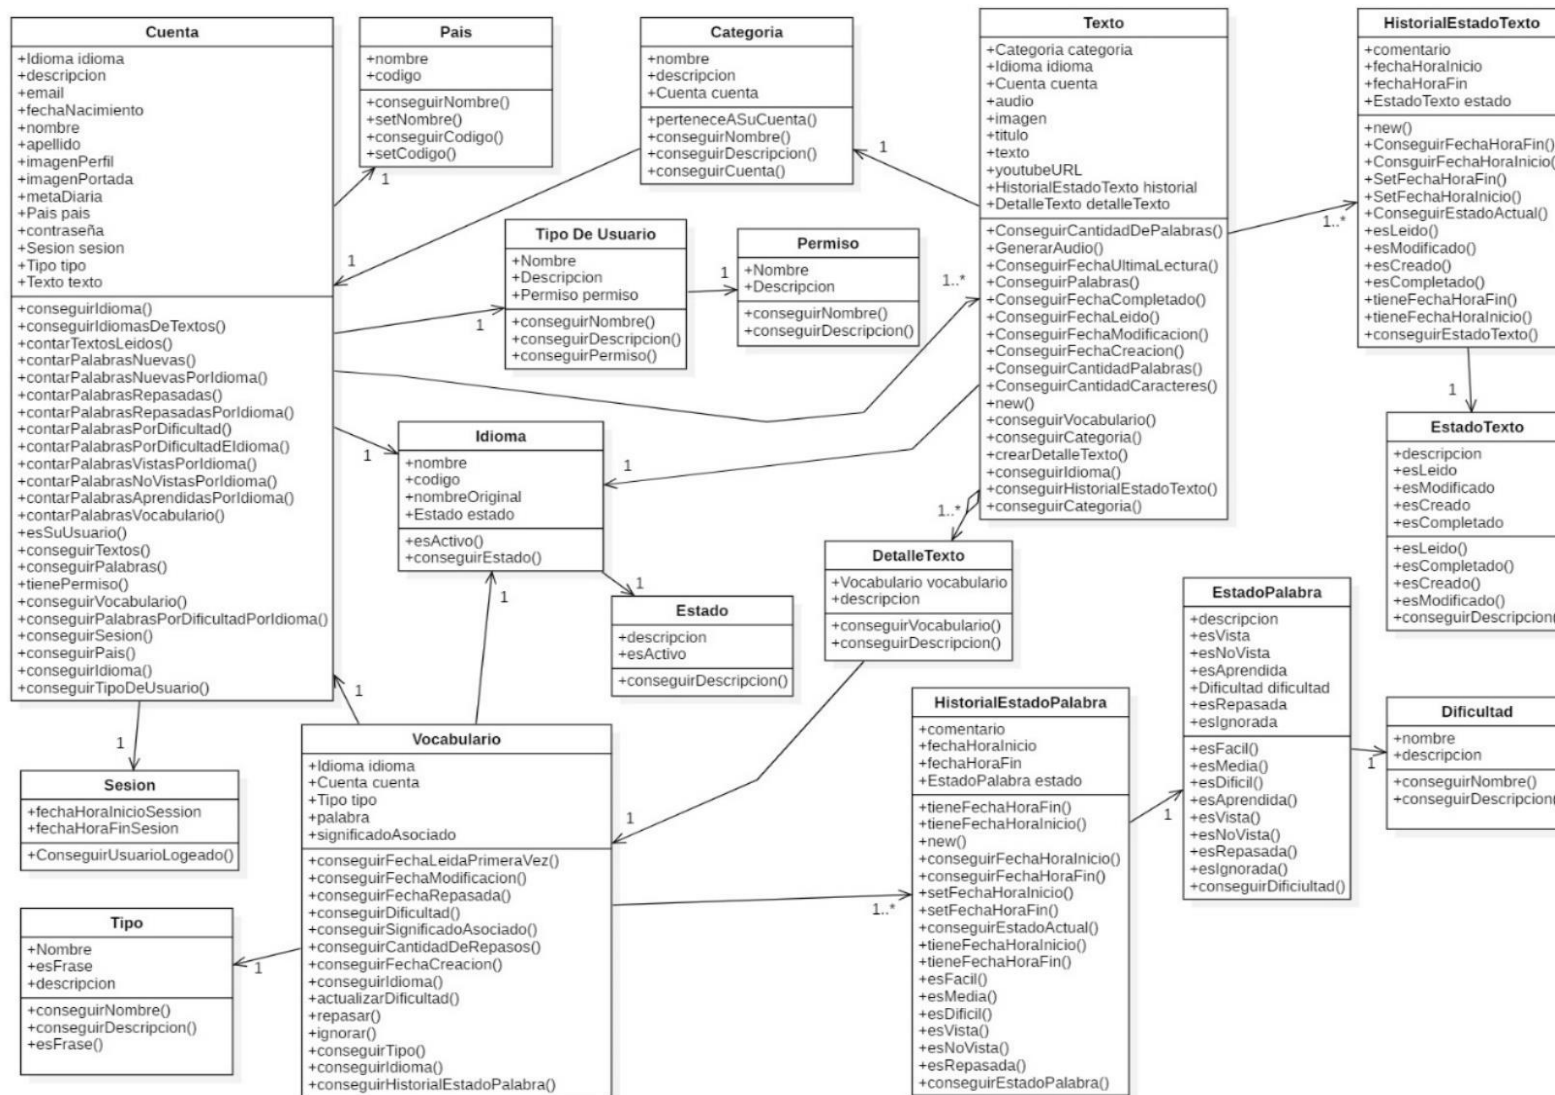 Cuenta
+Idioma idioma
+descripcion
+email
+fechaNacimiento
+nombre
+apellido
+imagenPerfil
+imagenPortada
+metaDiaria
+Pais pais
+contraseña
+Sesion sesion
+Tipo tipo
+Texto texto
+conseguirIdioma()
+conseguirIdiomasDeTextos()
+contarTextosLeidos()
+contarPalabrasNuevas()
+contarPalabrasNuevasPorIdioma()
+contarPalabrasRepasadas()
+contarPalabrasRepasadasPorIdioma()
+contarPalabrasPorDificultad()
+contarPalabrasPorDificultadEIdioma()
+contarPalabrasVistasPorIdioma()
+contarPalabrasNoVistasPorIdioma()
+contarPalabrasAprendidasPorIdioma()
+contarPalabrasVocabulario()
+esSuUsuario()
+conseguirTextos()
+conseguirPalabras()
+tienePermiso()
+conseguirVocabulario()
+conseguirPalabrasPorDificultadPorIdioma()
+conseguirSesion()
+conseguirPais()
+conseguirIdioma()
+conseguirTipoDeUsuario()
Pais
+nombre
+codigo
+conseguirNombre()
+setNombre()
+conseguirCodigo()
+setCodigo()
1
Categoria
+nombre
+descripcion
+Cuenta cuenta
+perteneceASuCuenta()
+conseguirNombre()
+conseguirDescripcion()
+conseguirCuenta()
1
1
Texto
+Categoria categoria
+Idioma idioma
+Cuenta cuenta
+audio
+imagen
+titulo
+texto
+youtubeURL
+HistorialEstadoTexto historial
+DetalleTexto detalleTexto
+ConseguirCantidadDePalabras()
+GenerarAudio()
+ConseguirFechaUltimaLectura()
+ConseguirPalabras()
+ConseguirFechaCompletado()
+ConseguirFechaLeido()
+ConseguirFechaModificacion()
+ConseguirFechaCreacion()
+ConseguirCantidadPalabras()
+ConseguirCantidadCaracteres()
+new()
+conseguirVocabulario()
+conseguirCategoria()
+crearDetalleTexto()
+conseguirIdioma()
+conseguirHistorialEstadoTexto()
+conseguirCategoria()
1..*
1..*
HistorialEstadoTexto
+comentario
+fechaHoraInicio
+fechaHoraFin
+EstadoTexto estado
+new()
+ConseguirFechaHoraFin()
+ConsguirFechaHoraInicio()
+SetFechaHoraFin()
+SetFechaHoraInicio()
+ConseguirEstadoActual()
+esLeido()
+esModificado()
+esCreado()
+esCompletado()
+tieneFechaHoraFin()
+tieneFechaHoraInicio()
+conseguirEstadoTexto()
1
Tipo De Usuario
+Nombre
+Descripcion
+Permiso permiso
+conseguirNombre()
+conseguirDescripcion()
+conseguirPermiso()
1
1
Permiso
+Nombre
+Descripcion
+conseguirNombre()
+conseguirDescripcion()
Idioma
+nombre
+codigo
+nombreOriginal
+Estado estado
+esActivo()
+conseguirEstado()
1
1
1
1
Estado
+descripcion
+esActivo
+conseguirDescripcion()
1..*
DetalleTexto
+Vocabulario vocabulario
+descripcion
+conseguirVocabulario()
+conseguirDescripcion()
EstadoTexto
+descripcion
+esLeido
+esModificado
+esCreado
+esCompletado
+esLeido()
+esCompletado()
+esCreado()
+esModificado()
+conseguirDescripcion()
EstadoPalabra
+descripcion
+esVista
+esNoVista
+esAprendida
+Dificultad dificultad
+esRepasada
+esIgnorada
+esFacil()
+esMedia()
+esDificil()
+esAprendida()
+esVista()
+esNoVista()
+esRepasada()
+esIgnorada()
+conseguirDificiultad()
1
1
Dificultad
+nombre
+descripcion
+conseguirNombre()
+conseguirDescripcion(
1
1
Sesion
+fechaHoraInicioSession
+fechaHoraFinSesion
+ConseguirUsuarioLogeado()
Vocabulario
+Idioma idioma
+Cuenta cuenta
+Tipo tipo
+palabra
+significadoAsociado
+conseguirFechaLeidaPrimeraVez()
+conseguirFechaModificacion()
+conseguirFechaRepasada()
+conseguirDificultad()
+conseguirSignificadoAsociado()
+conseguirCantidadDeRepasos()
+conseguirFechaCreacion()
+conseguirIdioma()
+actualizarDificultad()
+repasar()
+ignorar()
+conseguirTipo()
+conseguirIdioma()
+conseguirHistorialEstadoPalabra()
1
1..*
HistorialEstadoPalabra
+comentario
+fechaHoraInicio
+fechaHoraFin
+EstadoPalabra estado
+tieneFechaHoraFin()
+tieneFechaHoraInicio()
+new()
+conseguirFechaHoraInicio()
+conseguirFechaHoraFin()
+setFechaHoraInicio()
+setFechaHoraFin()
+conseguirEstadoActual()
+tieneFechaHoraInicio()
+tieneFechaHoraFin()
+esFacil()
+esMedia()
+esDificil()
+esVista()
+esNoVista()
+esRepasada()
+conseguirEstadoPalabra()
Tipo
+Nombre
+esFrase
+descripcion
+conseguirNombre()
+conseguirDescripcion()
+esFrase()
1